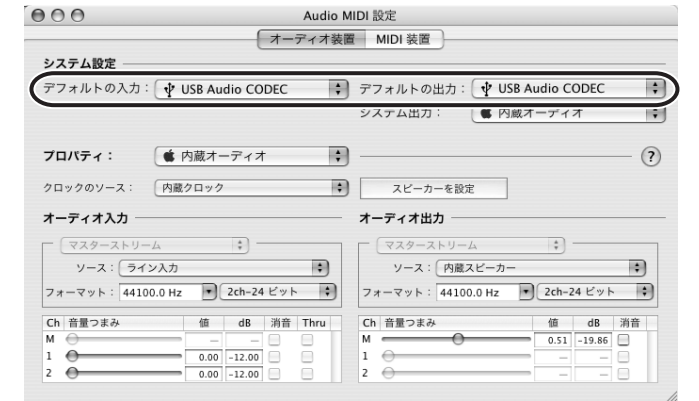 Audio MIDI 設定
オーディオ装置 MIDI 装置
システム設定
デフォルトの入力： USB Audio CODEC デフォルトの出力： USB Audio CODEC
システム出力： 内蔵オーディオ
プロパティ： 内蔵オーディオ ?
クロックのソース： 内蔵クロック スピーカーを設定
オーディオ入力 オーディオ出力
マスターストリーム マスターストリーム
ソース： ライン入力 ソース： 内蔵スピーカー
フォーマット： 44100.0 Hz 2ch-24 ビット フォーマット： 44100.0 Hz 2ch-24 ビット
Ch 音量つまみ 値 dB 消音 Thru Ch 音量つまみ 値 dB 消音
M — — M 0.51 -19.86
1 0.00 -12.00 1 — —
2 0.00 -12.00 2 — —